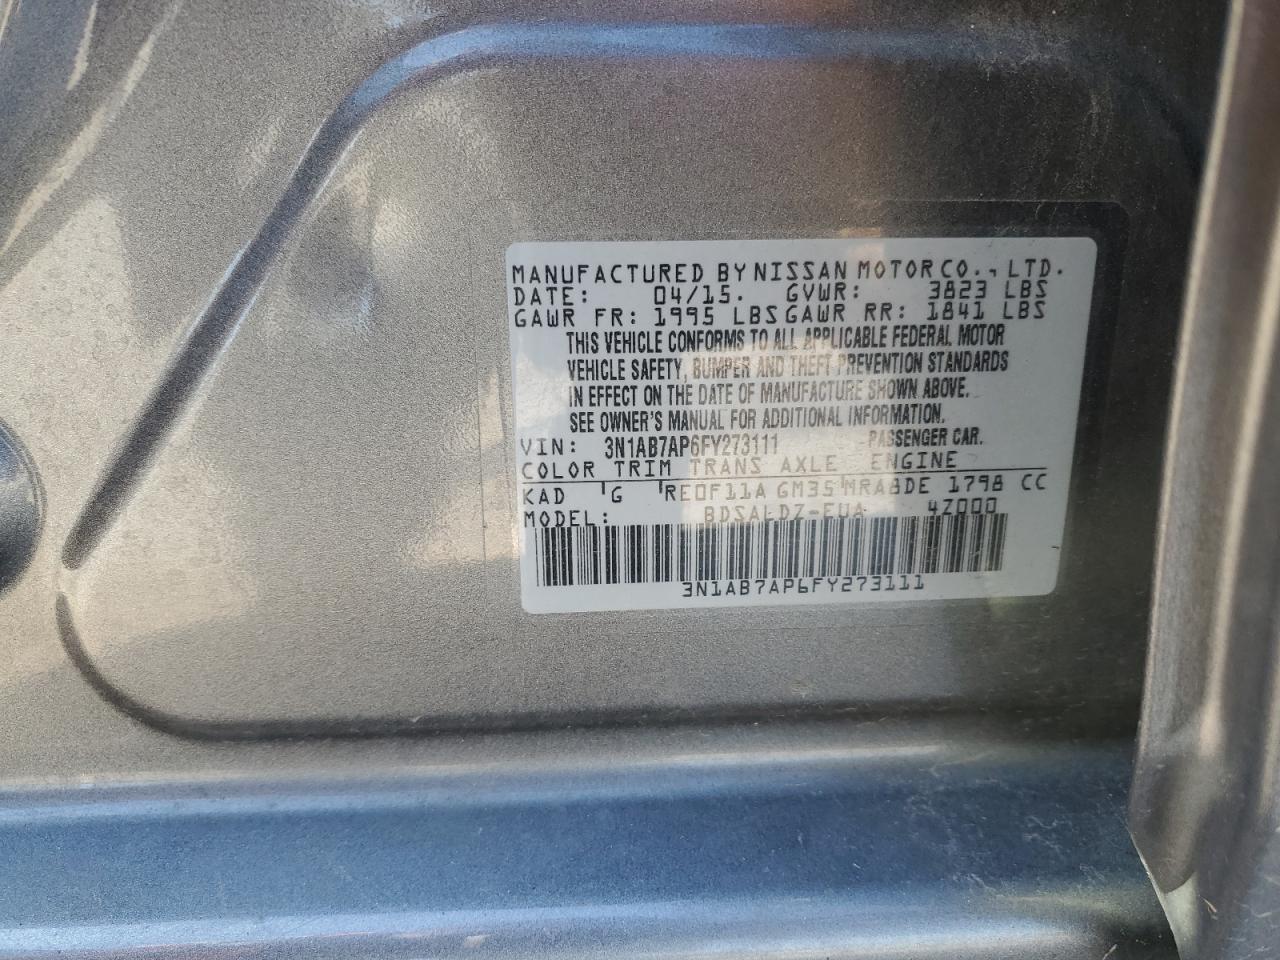 MANUFACTURED BY NISSAN MOTOR CO., LTD.
DATE: 04/15. GVWR: 3823 LBS
GAWR FR: 1995 LBS GAWR RR: 1841 LBS
THIS VEHICLE CONFORMS TO ALL APPLICABLE FEDERAL MOTOR
VEHICLE SAFETY, BUMPER AND THEFT PREVENTION STANDARDS
IN EFFECT ON THE DATE OF MANUFACTURE SHOWN ABOVE.
SEE OWNER'S MANUAL FOR ADDITIONAL INFORMATION.
VIN: 3N1AB7AP6FY273111 PASSENGER CAR.
COLOR TRIM TRANS AXLE ENGINE
KAD G RE0F11A GM35 MRA8DE 1798 CC
MODEL: BDSALDZ-EUA 4Z000
3N1AB7AP6FY273111